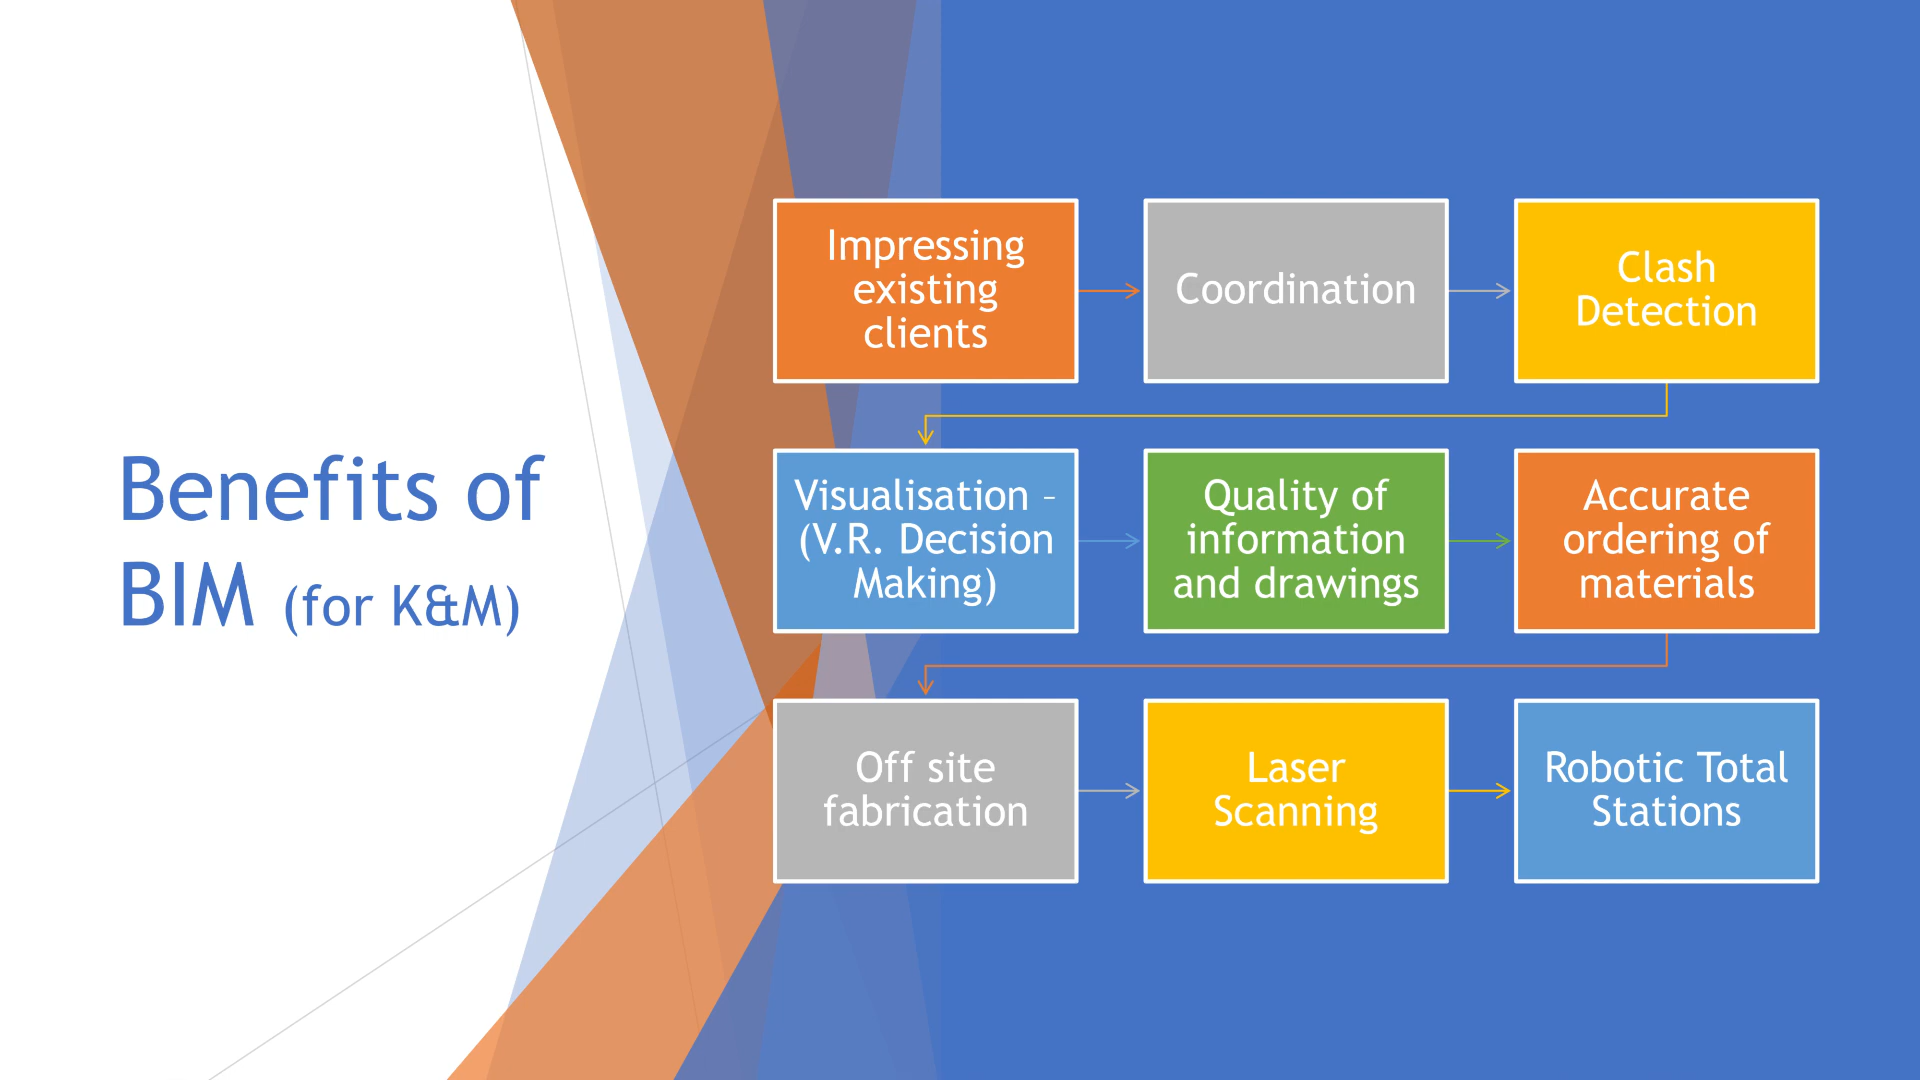 Benefits of
BIM (for K&M)
Impressing
existing
clients
Coordination
Clash
Detection
Visualisation –
(V.R. Decision
Making)
Quality of
information
and drawings
Accurate
ordering of
materials
Off site
fabrication
Laser
Scanning
Robotic Total
Stations